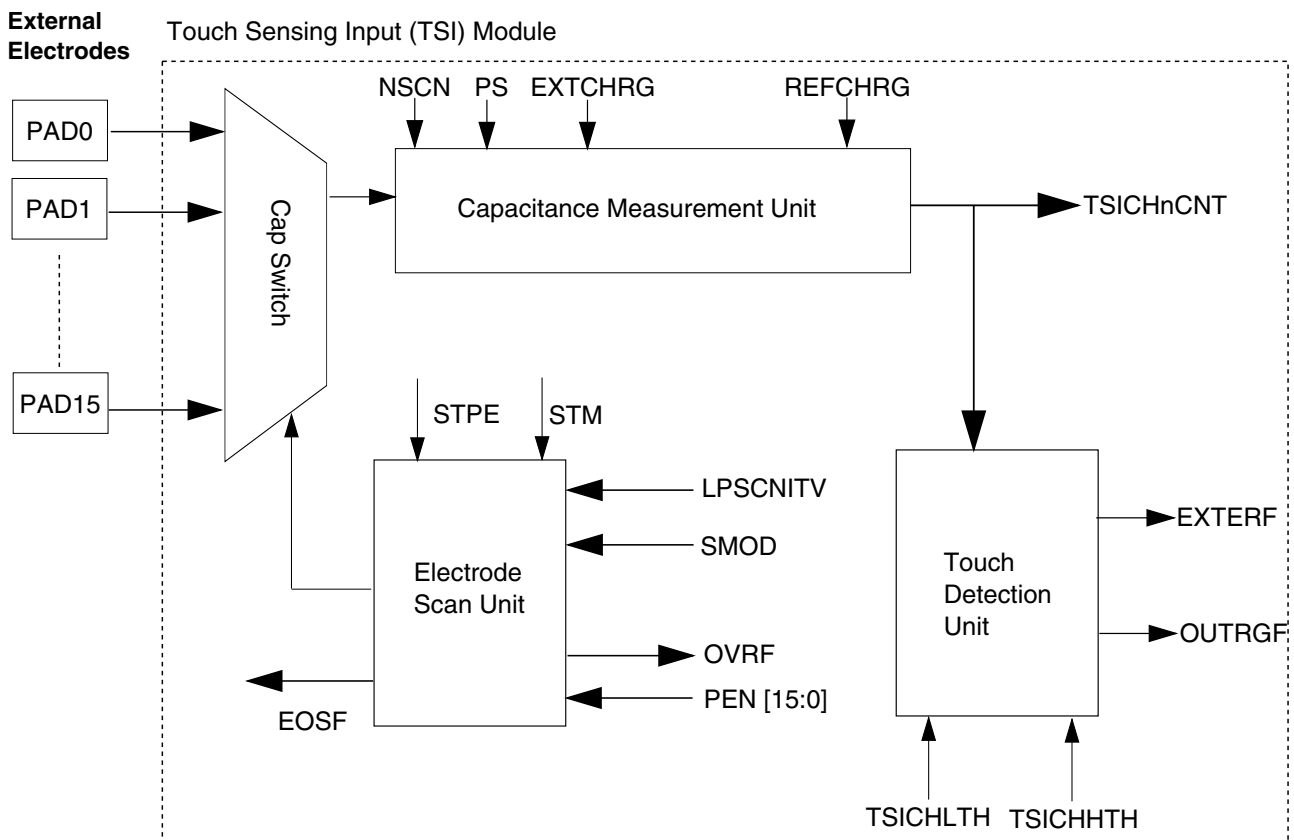 External
Electrodes
Touch Sensing Input (TSI) Module
NSCN PS EXTCHRG REFCHRG
PAD0
PAD1
PAD15
Cap Switch
Capacitance Measurement Unit
TSICHnCNT
STPE STM
Electrode
Scan Unit
LPSCNITV
SMOD
OVRF
PEN [15:0]
EOSF
Touch
Detection
Unit
EXTERF
OUTRGF
TSICHLTH TSICHHTH